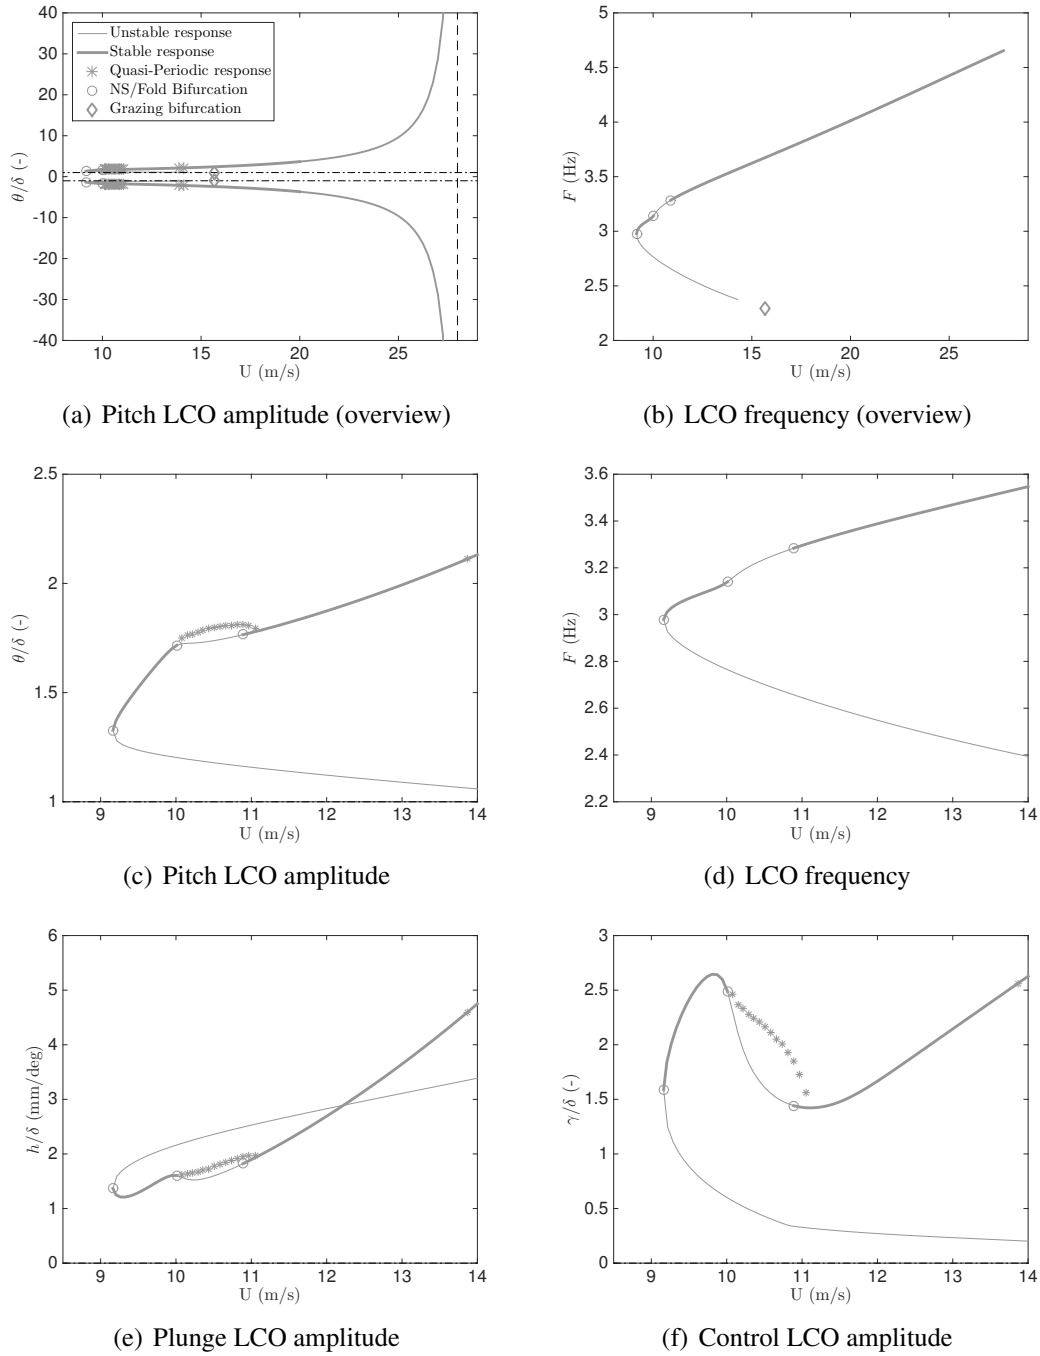 40
30
20
10
0
-10
-20
-30
-40
θ/δ (-)
Unstable response
Stable response
Quasi-Periodic response
NS/Fold Bifurcation
Grazing bifurcation
10 15 20 25
U (m/s)
(a) Pitch LCO amplitude (overview)
5
4.5
4
3.5
3
2.5
2
F (Hz)
10 15 20 25
U (m/s)
(b) LCO frequency (overview)
2.5
2
1.5
1
θ/δ (-)
9 10 11 12 13 14
U (m/s)
(c) Pitch LCO amplitude
3.6
3.4
3.2
3
2.8
2.6
2.4
2.2
F (Hz)
9 10 11 12 13 14
U (m/s)
(d) LCO frequency
6
5
4
3
2
1
0
h/δ (mm/deg)
9 10 11 12 13 14
U (m/s)
(e) Plunge LCO amplitude
3
2.5
2
1.5
1
0.5
0
γ/δ (-)
9 10 11 12 13 14
U (m/s)
(f) Control LCO amplitude